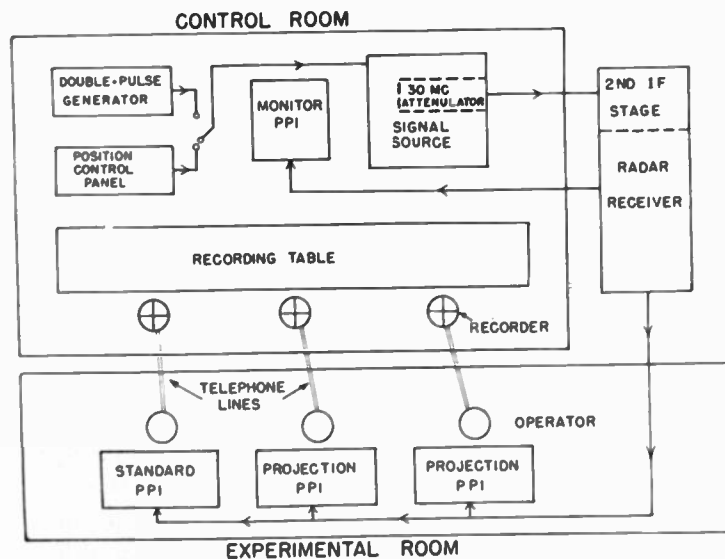 CONTROL ROOM
DOUBLE-PULSE
GENERATOR
POSITION
CONTROL
PANEL
MONITOR
PPI
30 MC
ATTENULATOR
SIGNAL
SOURCE
2ND IF
STAGE
RADAR
RECEIVER
RECORDING TABLE
RECORDER
TELEPHONE
LINES
OPERATOR
STANDARD
PPI
PROJECTION
PPI
PROJECTION
PPI
EXPERIMENTAL ROOM